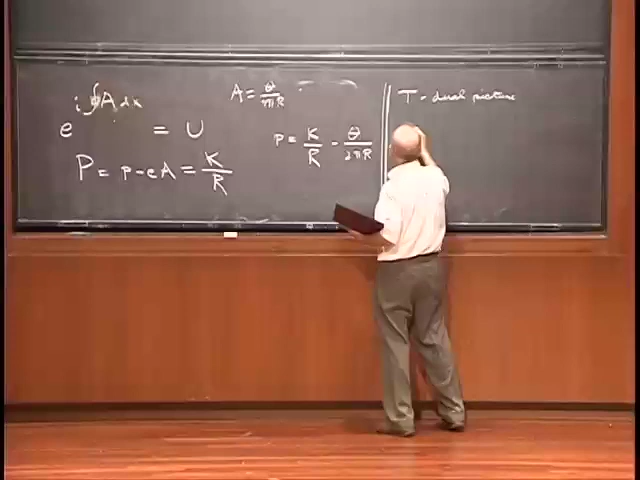 e^{i∮A dx} = U
P = p - eA = K/R
A = θ/2πR
p = K/R - θ/2πR
T - dual picture